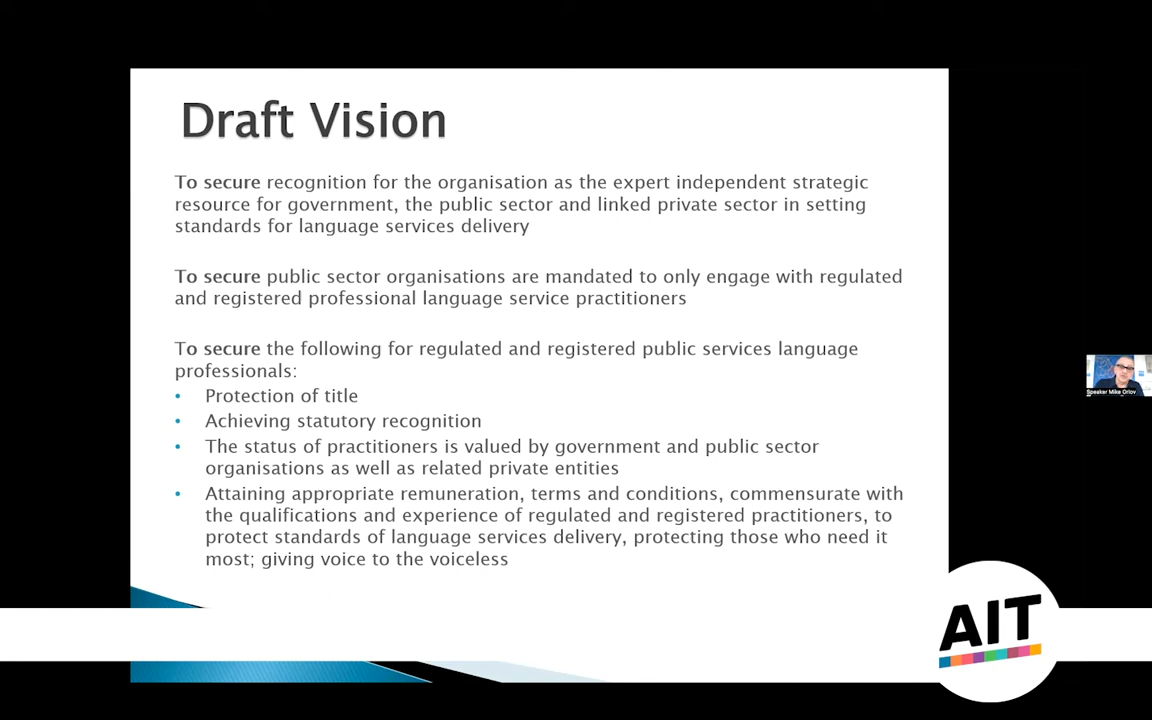 Draft Vision
To secure recognition for the organisation as the expert independent strategic
resource for government, the public sector and linked private sector in setting
standards for language services delivery
To secure public sector organisations are mandated to only engage with regulated
and registered professional language service practitioners
To secure the following for regulated and registered public services language
professionals:
• Protection of title
• Achieving statutory recognition
• The status of practitioners is valued by government and public sector
organisations as well as related private entities
• Attaining appropriate remuneration, terms and conditions, commensurate with
the qualifications and experience of regulated and registered practitioners, to
protect standards of language services delivery, protecting those who need it
most; giving voice to the voiceless
Speaker Mike Orlov
AIT